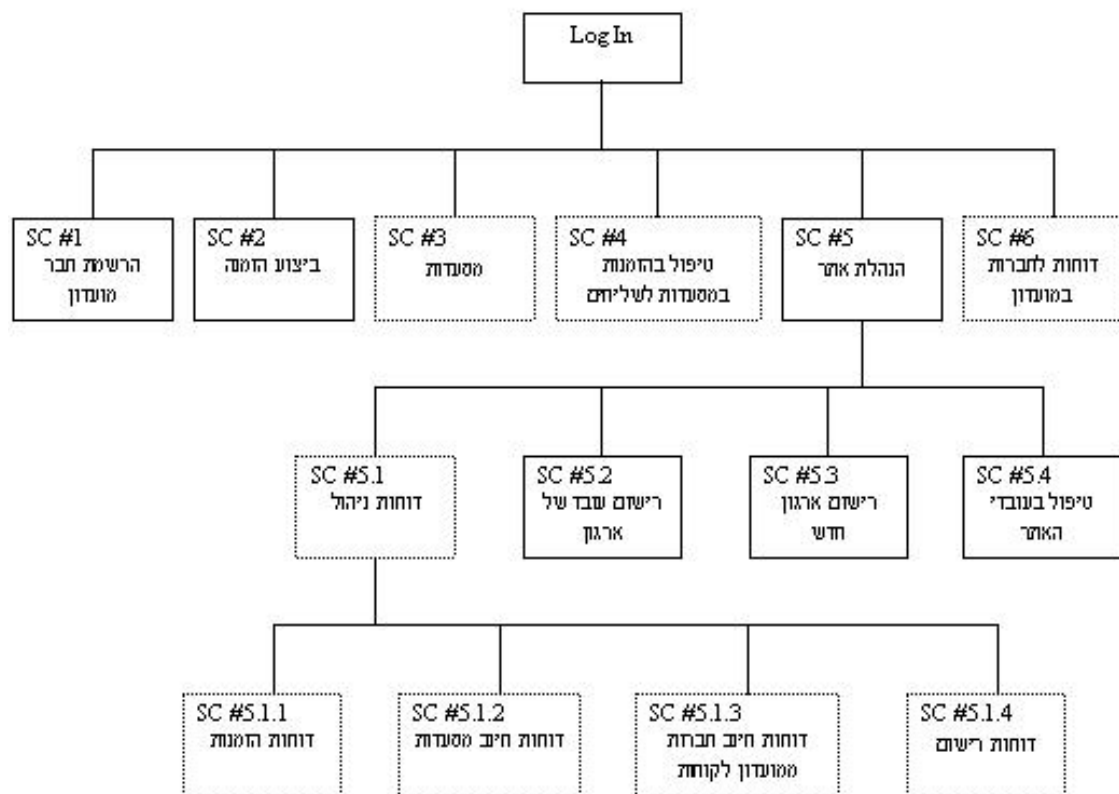 Log In
SC #1
הרשמת חבר
מועדון
SC #2
ביצוע הזמנה
SC #3
מסעדות
SC #4
טיפול בהזמנות
במסעדות לשליחים
SC #5
הנהלת אתר
SC #6
דוחות לחברות
במועדון
SC #5.1
דוחות ניהול
SC #5.2
רישום עובד של
ארגון
SC #5.3
רישום ארגון
חדש
SC #5.4
טיפול בעובדי
האתר
SC #5.1.1
דוחות הזמנות
SC #5.1.2
דוחות חיוב מסעדות
SC #5.1.3
דוחות חיוב חברות
ממועדון לקוחות
SC #5.1.4
דוחות רישום